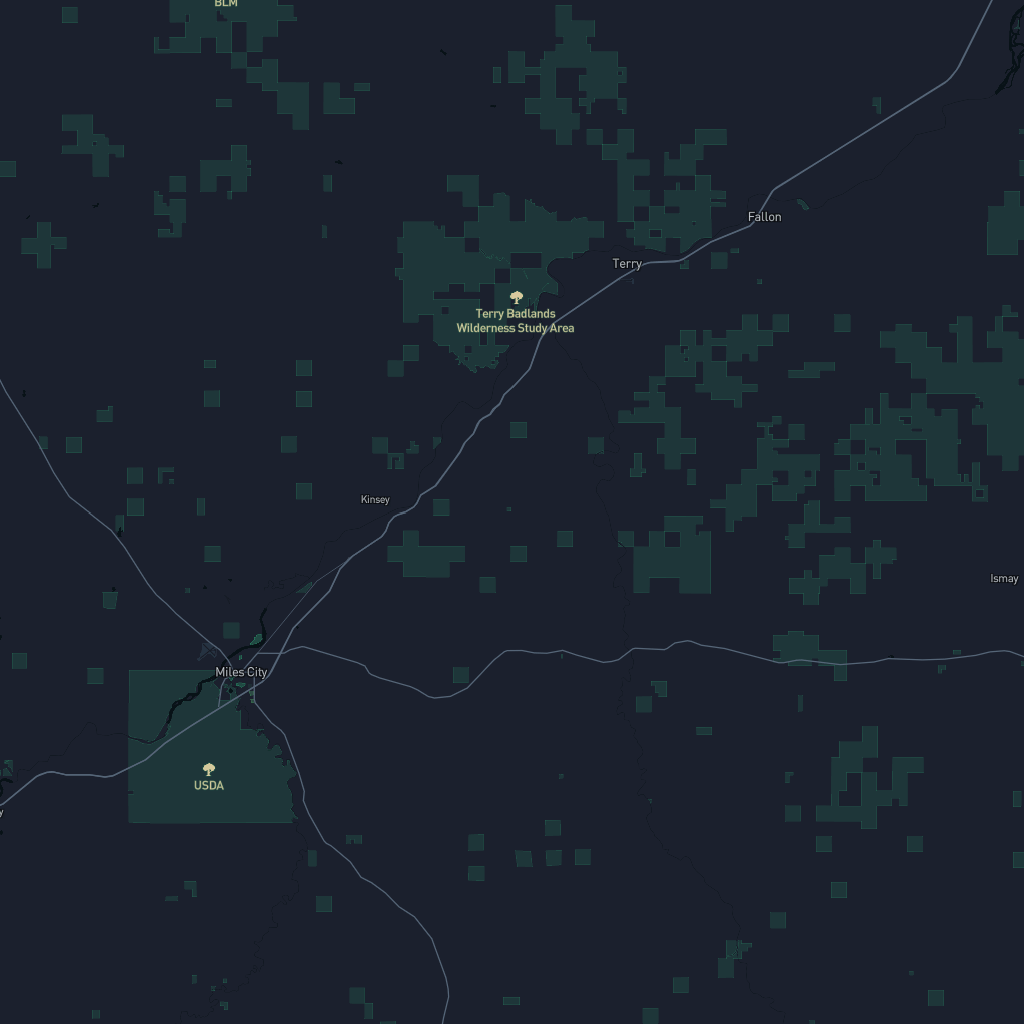 BLM
Fallon
Terry
Terry Badlands
Wilderness Study Area
Kinsey
Ismay
Miles City
USDA
y